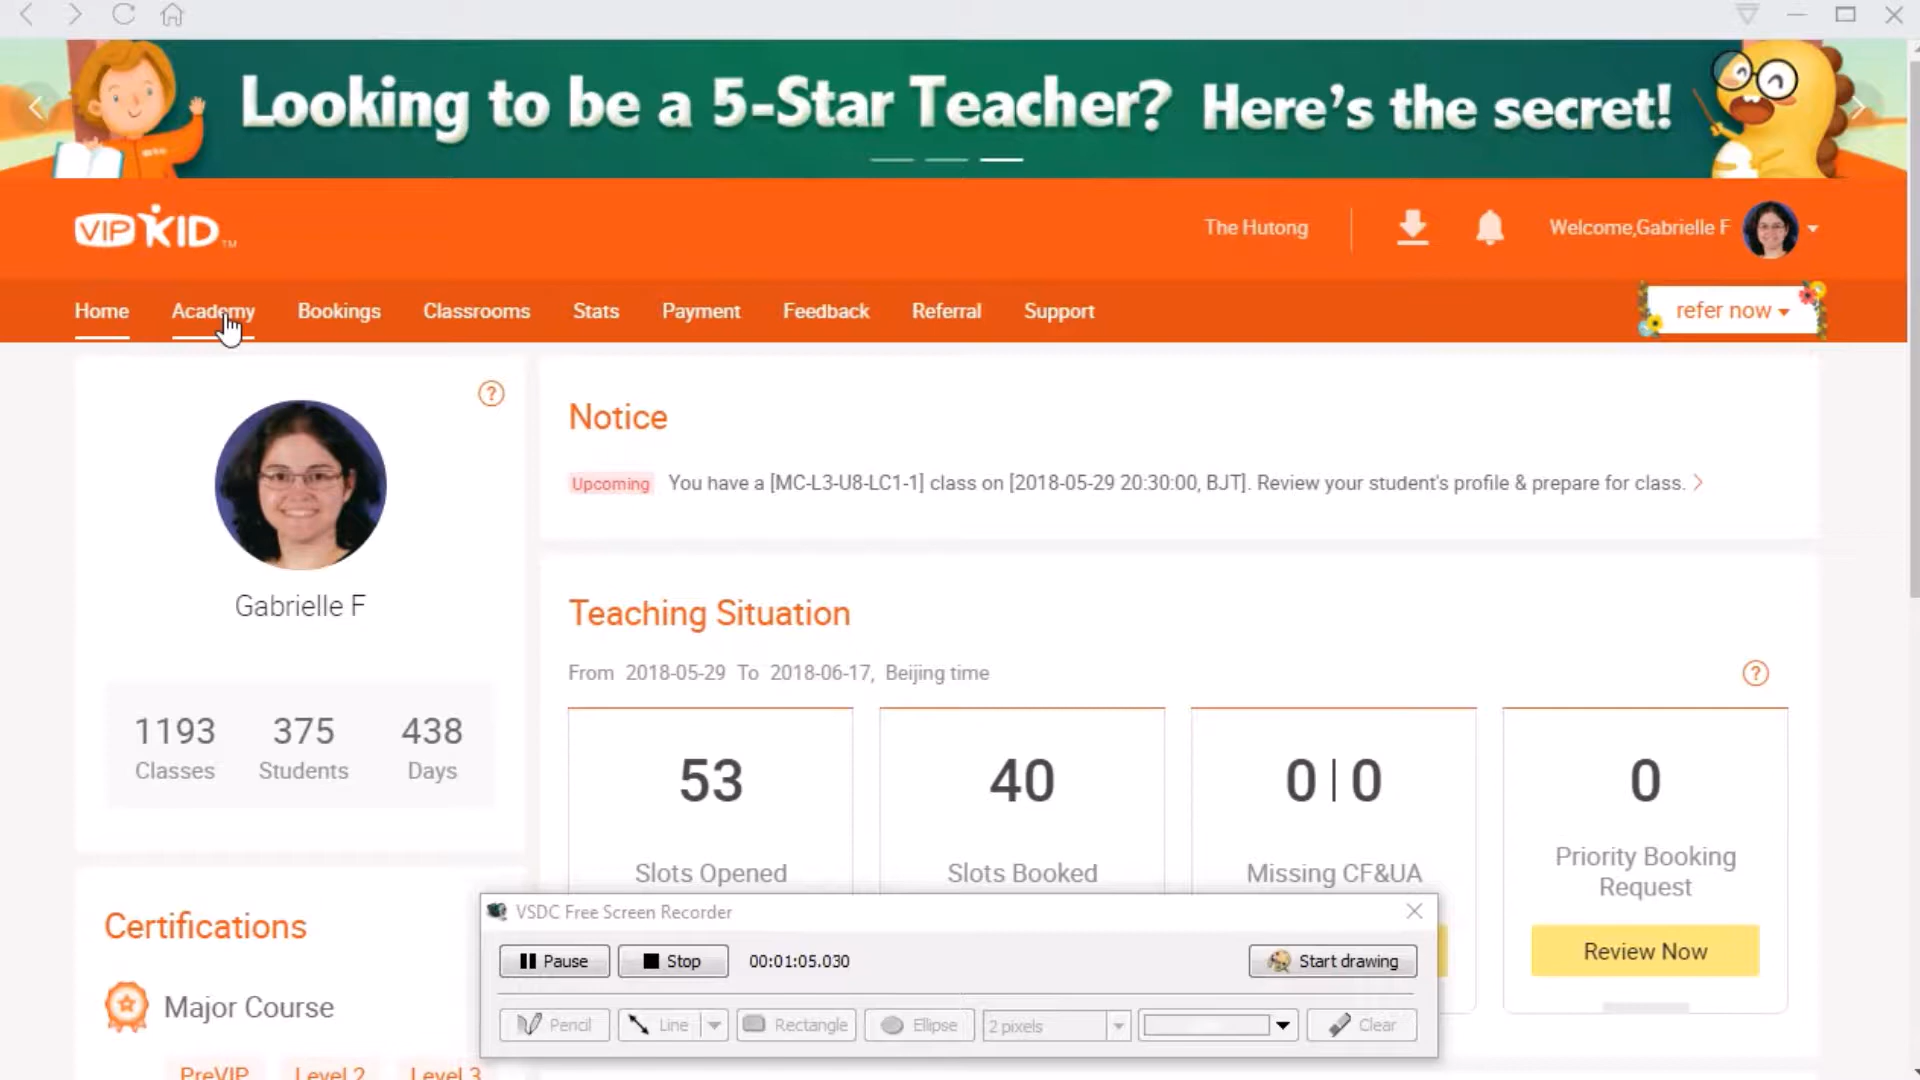 Looking to be a 5-Star Teacher? Here's the secret!
VIPKID TM
The Hutong
Welcome,Gabrielle F
Home Academy Bookings Classrooms Stats Payment Feedback Referral Support
refer now
Notice
Upcoming You have a [MC-L3-U8-LC1-1] class on [2018-05-29 20:30:00, BJT]. Review your student's profile & prepare for class.
Gabrielle F
1193 375 438
Classes Students Days
Teaching Situation
From 2018-05-29 To 2018-06-17, Beijing time
53 40 0|0 0
Slots Opened Slots Booked Missing CF&UA Priority Booking
Request
Review Now
Certifications
Major Course
PreVIP Level 2 Level 3
VSDC Free Screen Recorder
Pause Stop 00:01:05.030 Start drawing
Pencil Line Rectangle Ellipse 2 pixels Clear